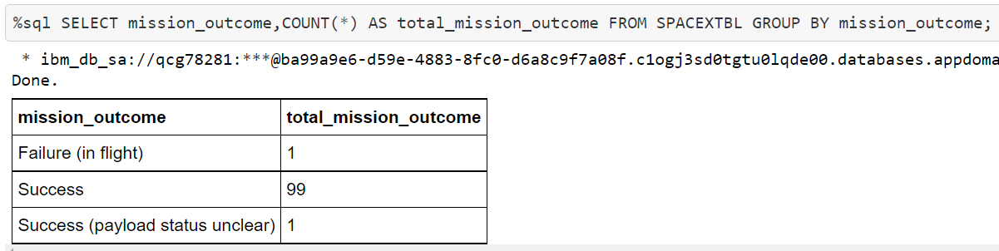 %sql SELECT mission_outcome,COUNT(*) AS total_mission_outcome FROM SPACEXTBL GROUP BY mission_outcome;
* ibm_db_sa://qcg78281:***@ba99a9e6-d59e-4883-8fc0-d6a8c9f7a08f.c1ogj3sd0tgtu0lqde00.databases.appdoma
Done.
mission_outcome total_mission_outcome
Failure (in flight) 1
Success 99
Success (payload status unclear) 1